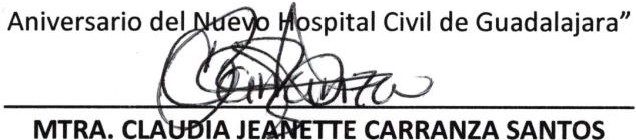 Aniversario del Nuevo Hospital Civil de Guadalajara”
MTRA. CLAUDIA JEANETTE CARRANZA SANTOS